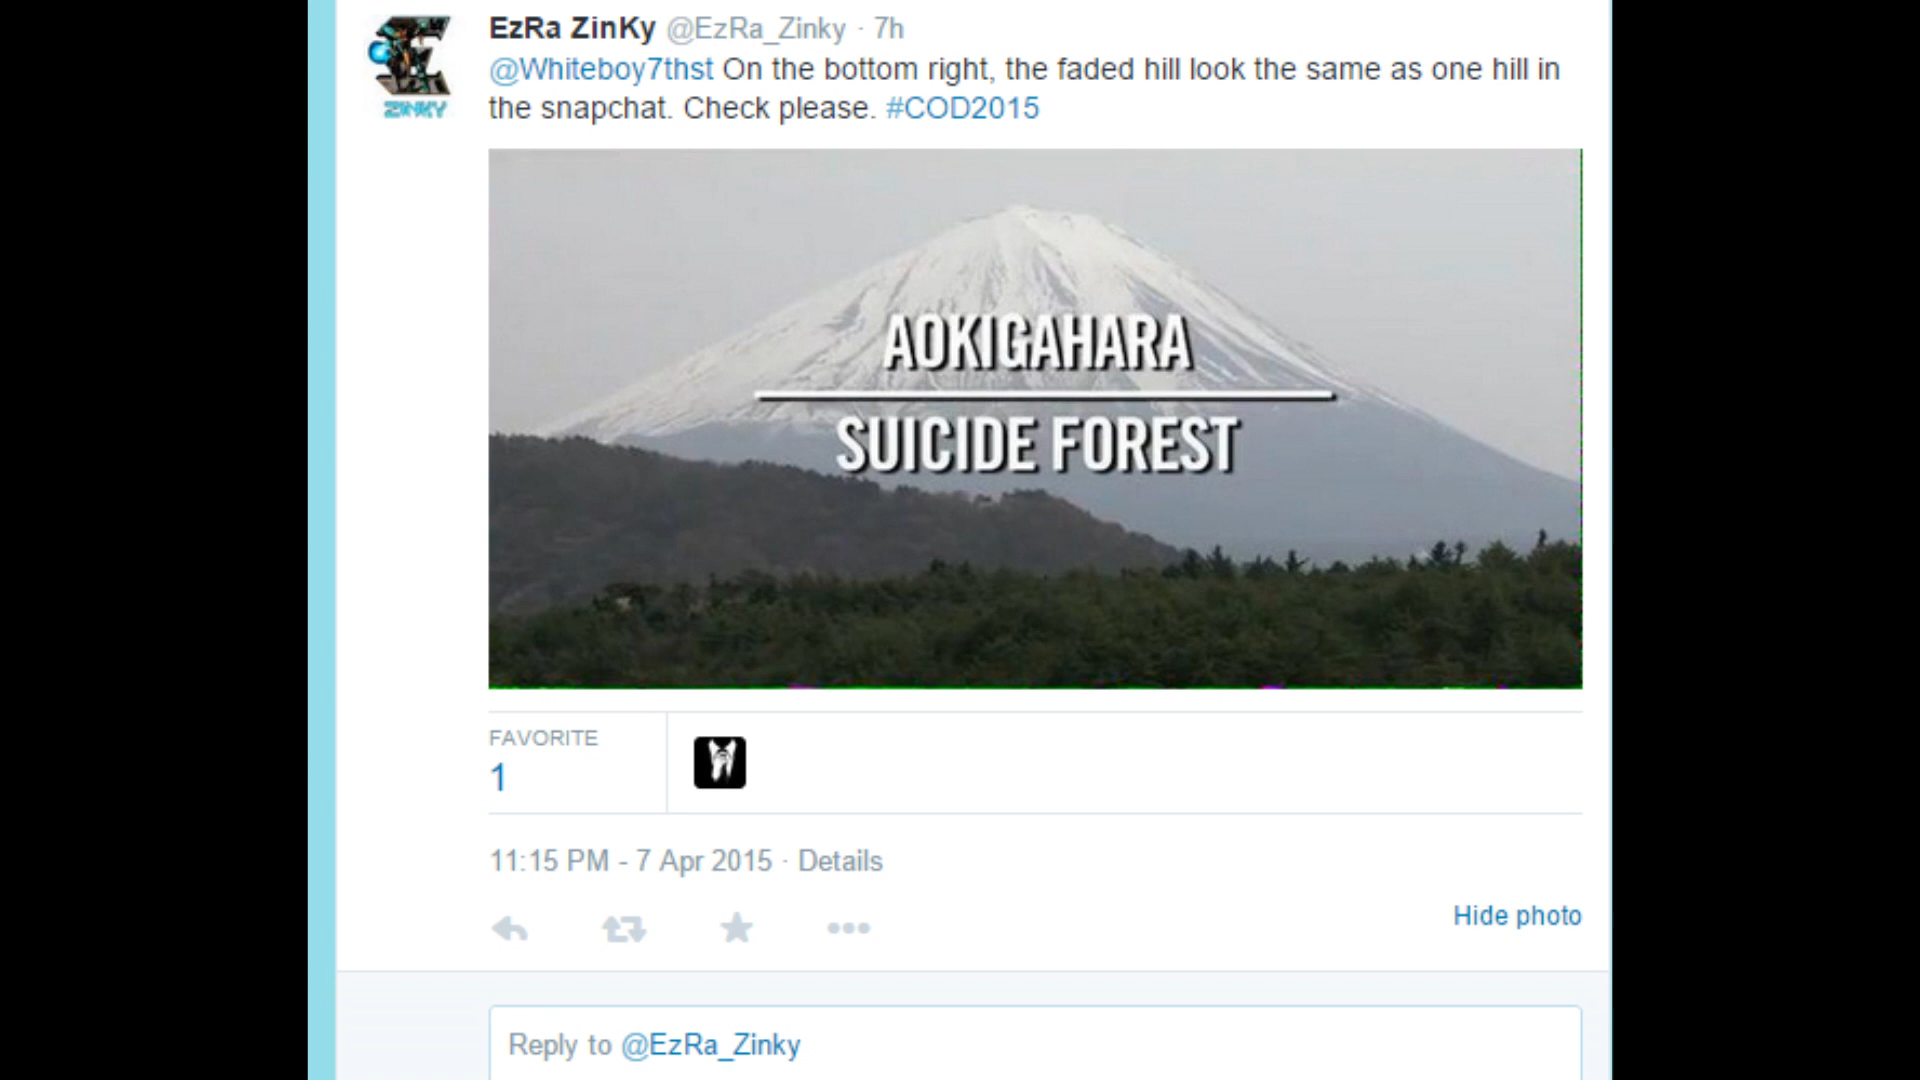 EzRa ZinKy @EzRa_Zinky · 7h
@Whiteboy7thst On the bottom right, the faded hill look the same as one hill in
the snapchat. Check please. #COD2015
ZINKY
AOKIGAHARA
SUICIDE FOREST
FAVORITE
1
11:15 PM - 7 Apr 2015 · Details
Hide photo
Reply to @EzRa_Zinky